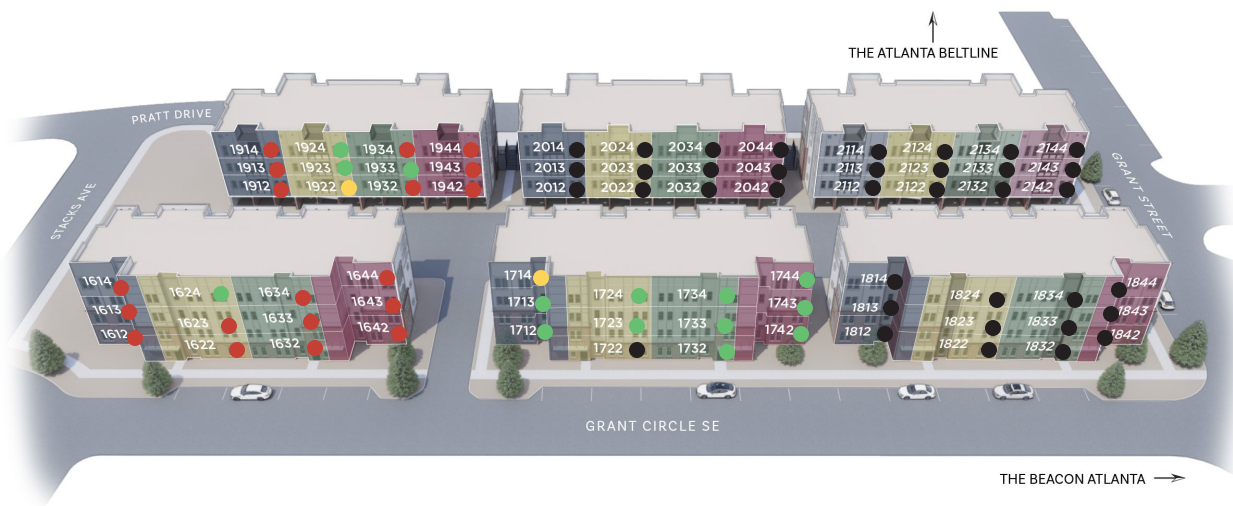 THE ATLANTA BELTLINE
PRATT DRIVE
STACKS AVE
GRANT STREET
1914 1924 1934 1944
1913 1923 1933 1943
1912 1922 1932 1942
2014 2024 2034 2044
2013 2023 2033 2043
2012 2022 2032 2042
2114 2124 2134 2144
2113 2123 2133 2143
2112 2122 2132 2142
1614 1624 1634 1644
1613 1623 1633 1643
1612 1622 1632 1642
1714 1724 1734 1744
1713 1723 1733 1743
1712 1722 1732 1742
1814 1824 1834 1844
1813 1823 1833 1843
1812 1822 1832 1842
GRANT CIRCLE SE
THE BEACON ATLANTA